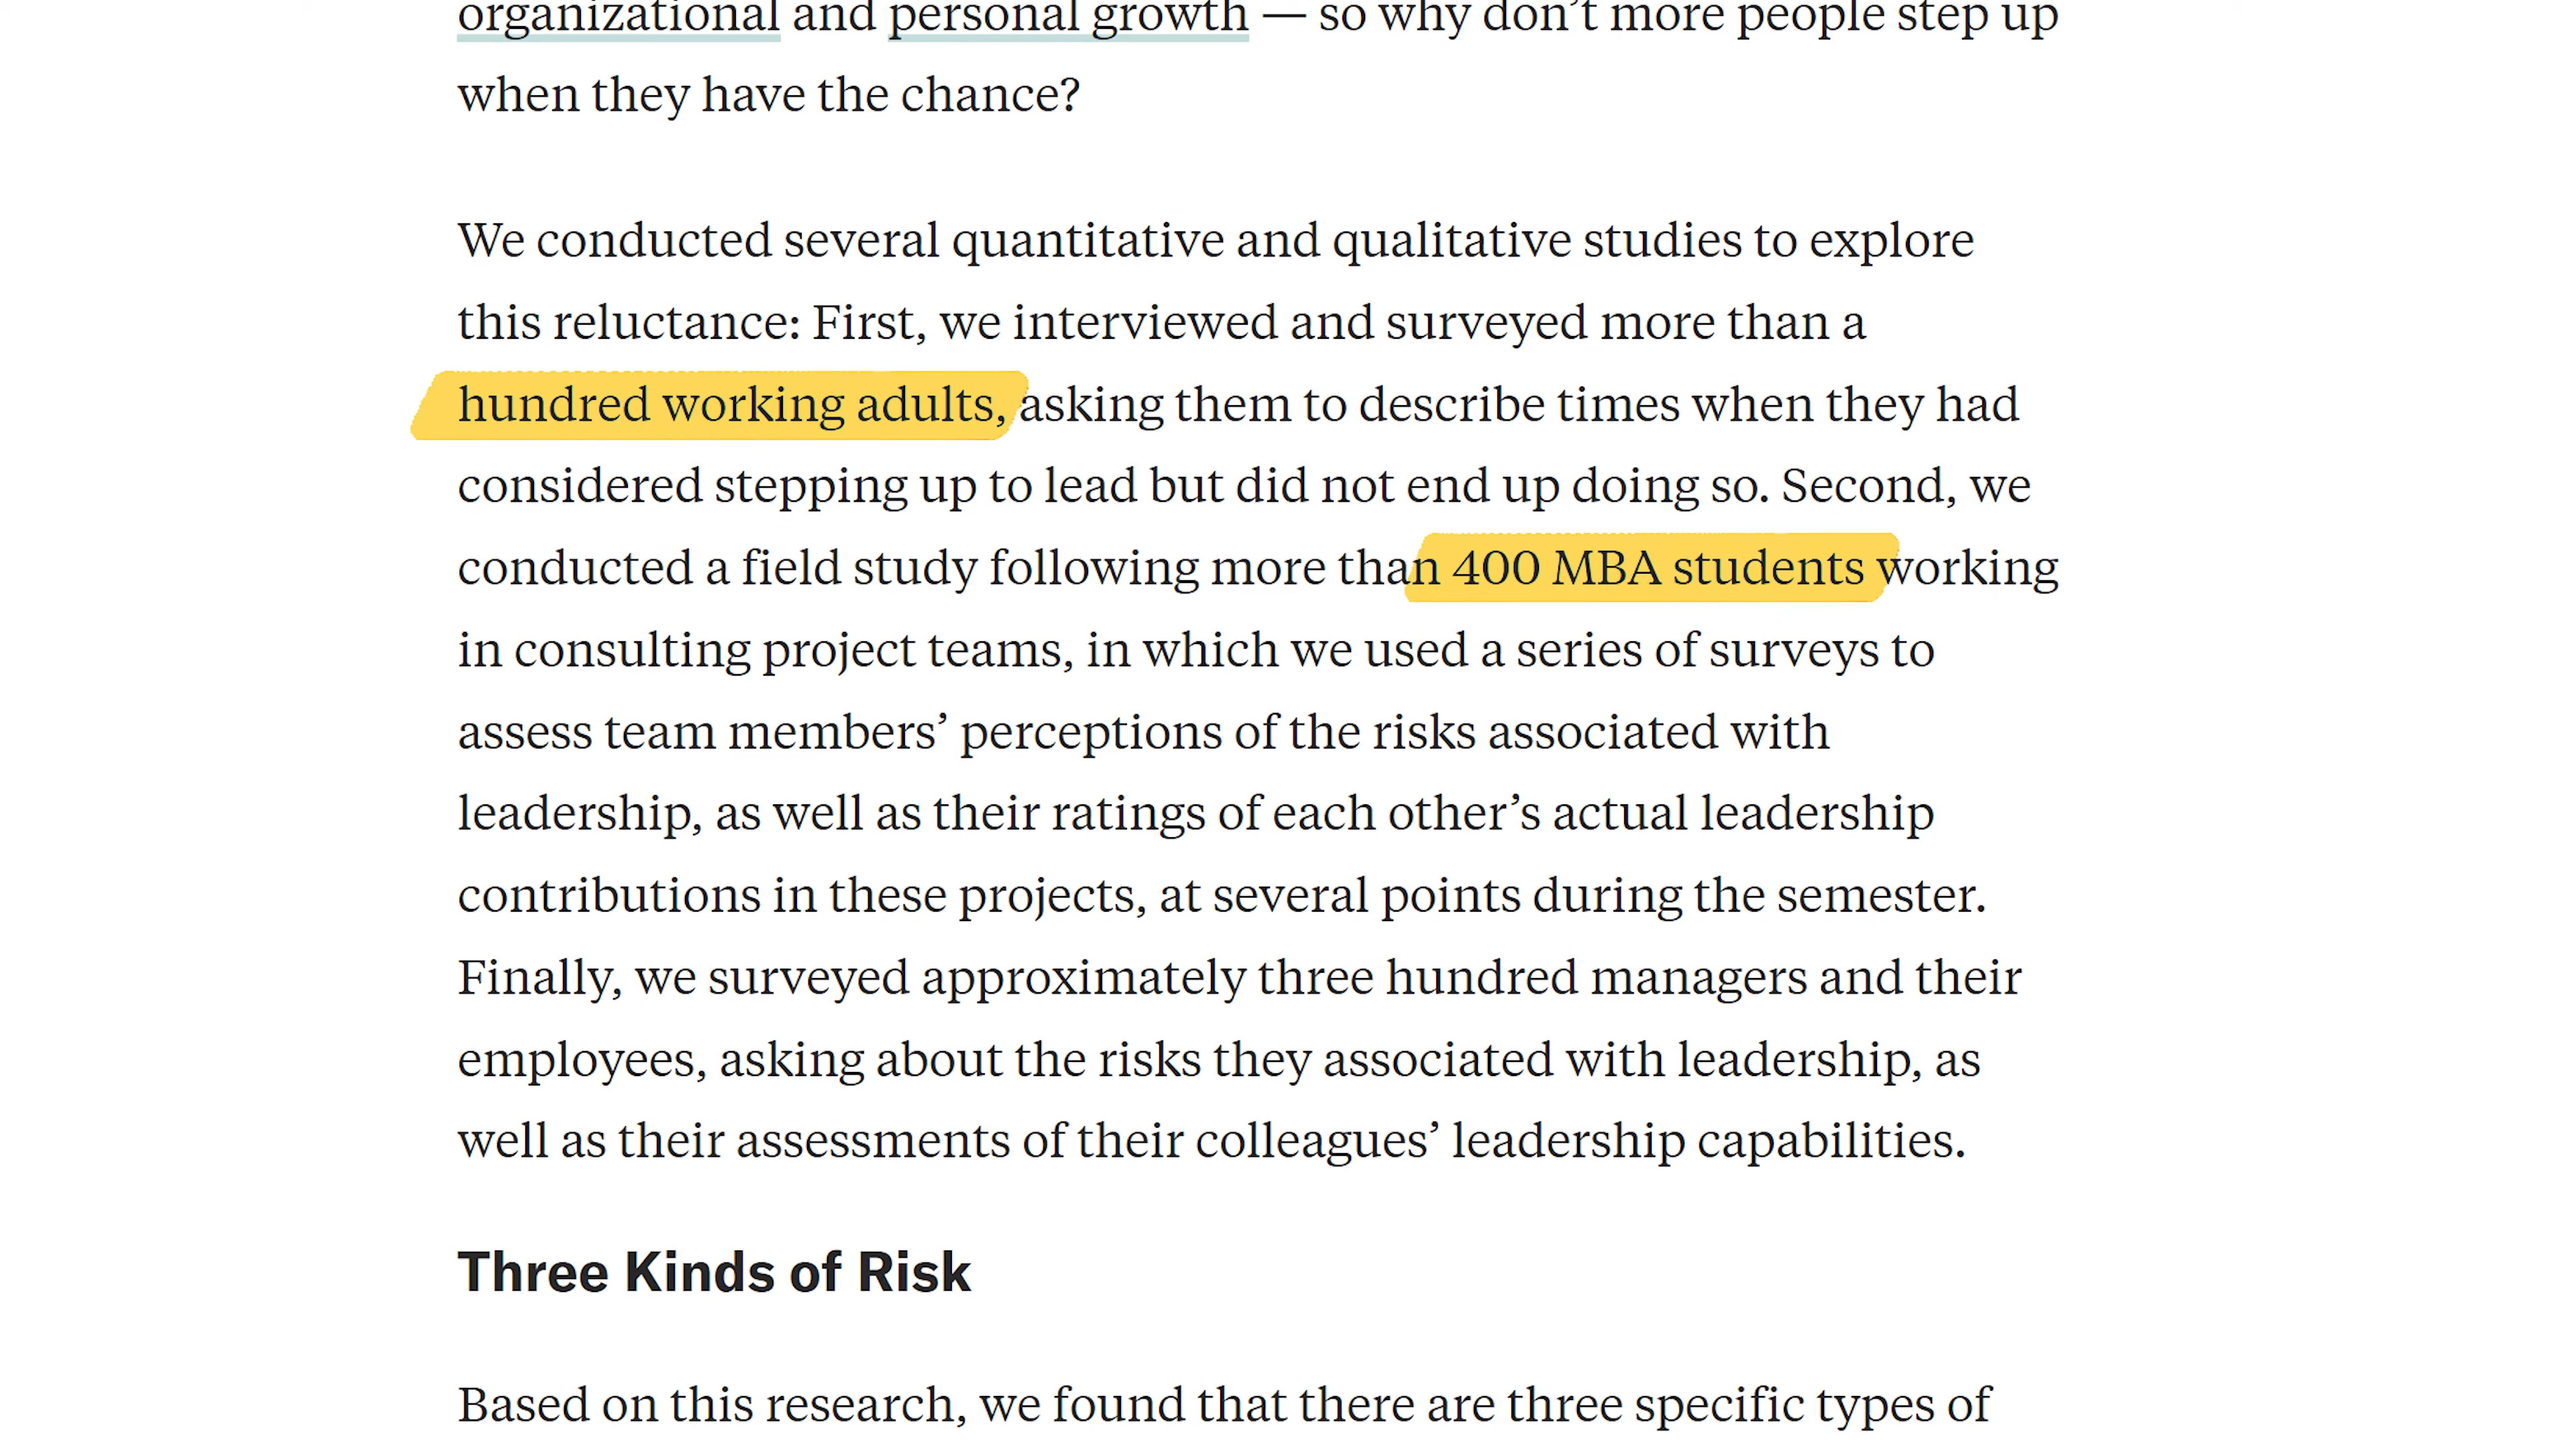 organizational and personal growth — so why don’t more people step up
when they have the chance?
We conducted several quantitative and qualitative studies to explore
this reluctance: First, we interviewed and surveyed more than a
hundred working adults, asking them to describe times when they had
considered stepping up to lead but did not end up doing so. Second, we
conducted a field study following more than 400 MBA students working
in consulting project teams, in which we used a series of surveys to
assess team members’ perceptions of the risks associated with
leadership, as well as their ratings of each other’s actual leadership
contributions in these projects, at several points during the semester.
Finally, we surveyed approximately three hundred managers and their
employees, asking about the risks they associated with leadership, as
well as their assessments of their colleagues’ leadership capabilities.
Three Kinds of Risk
Based on this research, we found that there are three specific types of